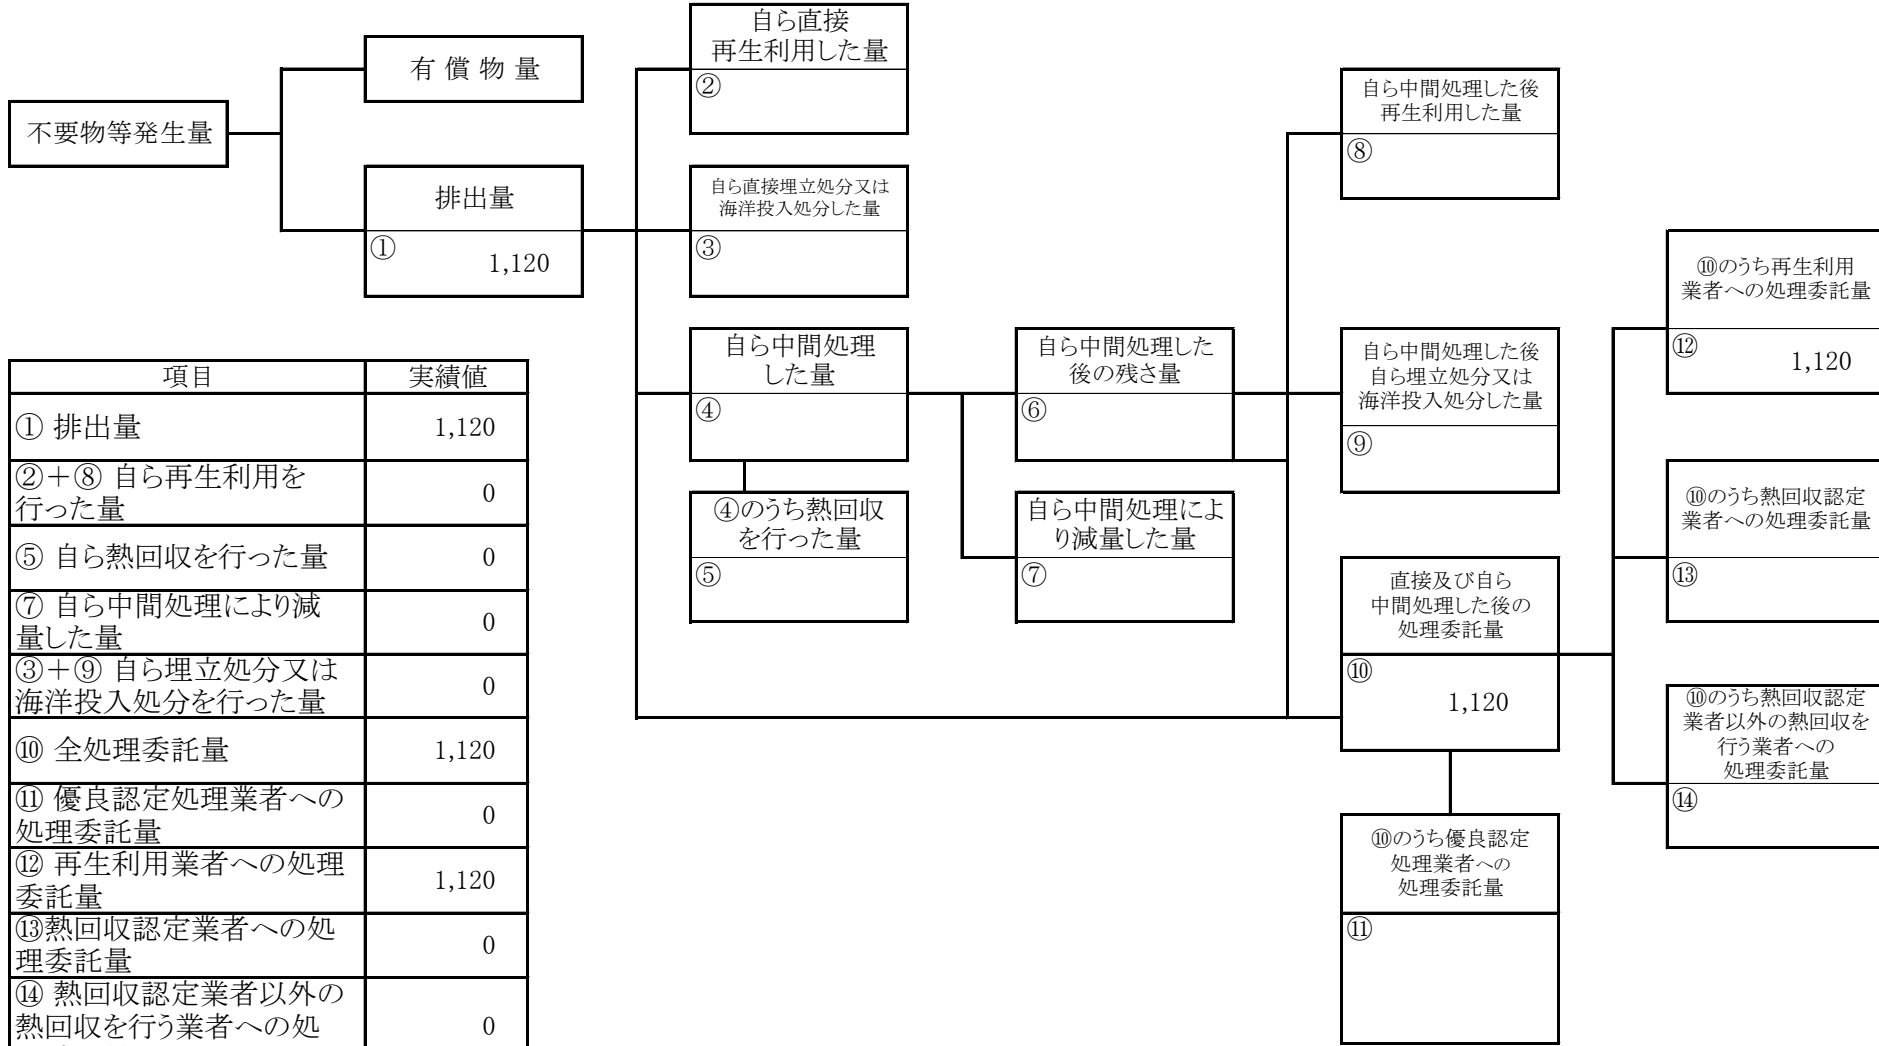 不要物等発生量
有 償 物 量
排出量
①
1,120
自ら直接
再生利用した量
②
自ら直接埋立処分又は
海洋投入処分した量
③
自ら中間処理
した量
④
④のうち熱回収
を行った量
⑤
自ら中間処理した
後の残さ量
⑥
自ら中間処理によ
り減量した量
⑦
自ら中間処理した後
再生利用した量
⑧
自ら中間処理した後
自ら埋立処分又は
海洋投入処分した量
⑨
直接及び自ら
中間処理した後の
処理委託量
⑩
1,120
⑩のうち優良認定
処理業者への
処理委託量
⑪
⑩のうち再生利用
業者への処理委託量
⑫
1,120
⑩のうち熱回収認定
業者への処理委託量
⑬
⑩のうち熱回収認定
業者以外の熱回収を
行う業者への
処理委託量
⑭
項目 実績値
① 排出量 1,120
②＋⑧ 自ら再生利用を
行った量 0
⑤ 自ら熱回収を行った量 0
⑦ 自ら中間処理により減
量した量 0
③＋⑨ 自ら埋立処分又は
海洋投入処分を行った量 0
⑩ 全処理委託量 1,120
⑪ 優良認定処理業者への
処理委託量 0
⑫ 再生利用業者への処理
委託量 1,120
⑬熱回収認定業者への処
理委託量 0
⑭ 熱回収認定業者以外の
熱回収を行う業者への処 0